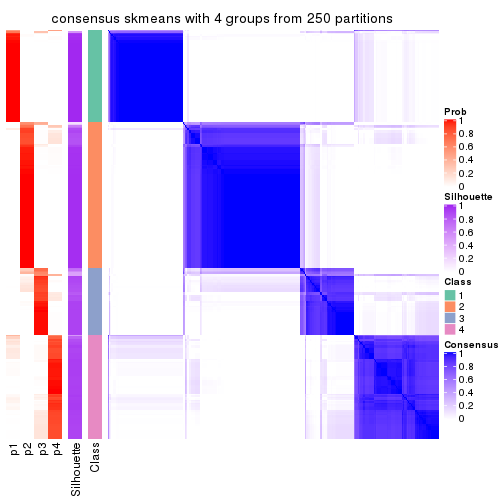 consensus skmeans with 4 groups from 250 partitions
Prob
1
0.8
0.6
0.4
0.2
0
Silhouette
1
0.8
0.6
0.4
0.2
0
Class
1
2
3
4
Consensus
1
0.8
0.6
0.4
0.2
0
p1
p2
p3
p4
Silhouette
Class